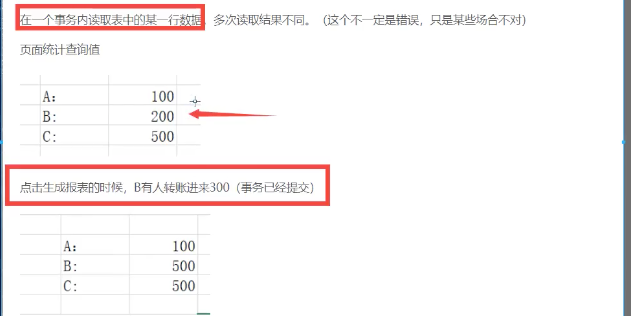 在一个事务内读取表中的某一行数据，多次读取结果不同。（这个不一定是错误，只是某些场合不对）
页面统计查询值
A： 100
B: 200
C: 500
点击生成报表的时候，B有人转账进来300（事务已经提交）
A： 100
B: 500
C: 500